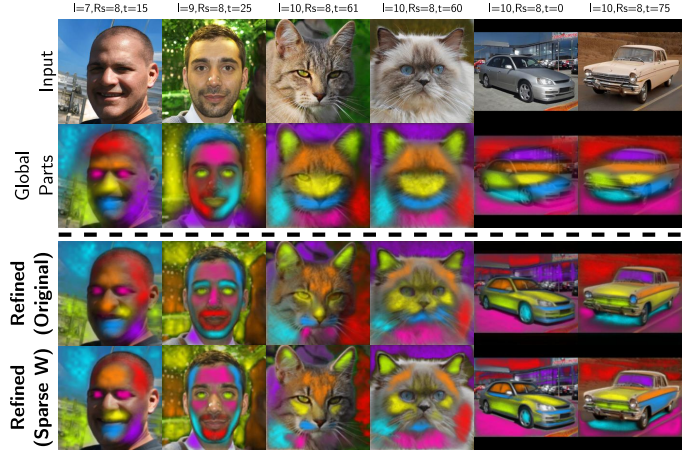 l=7,Rs=8,t=15 l=9,Rs=8,t=25 l=10,Rs=8,t=61 l=10,Rs=8,t=60 l=10,Rs=8,t=0 l=10,Rs=8,t=75
Input
Global
Parts
Refined
(Original)
Refined
(Sparse W)